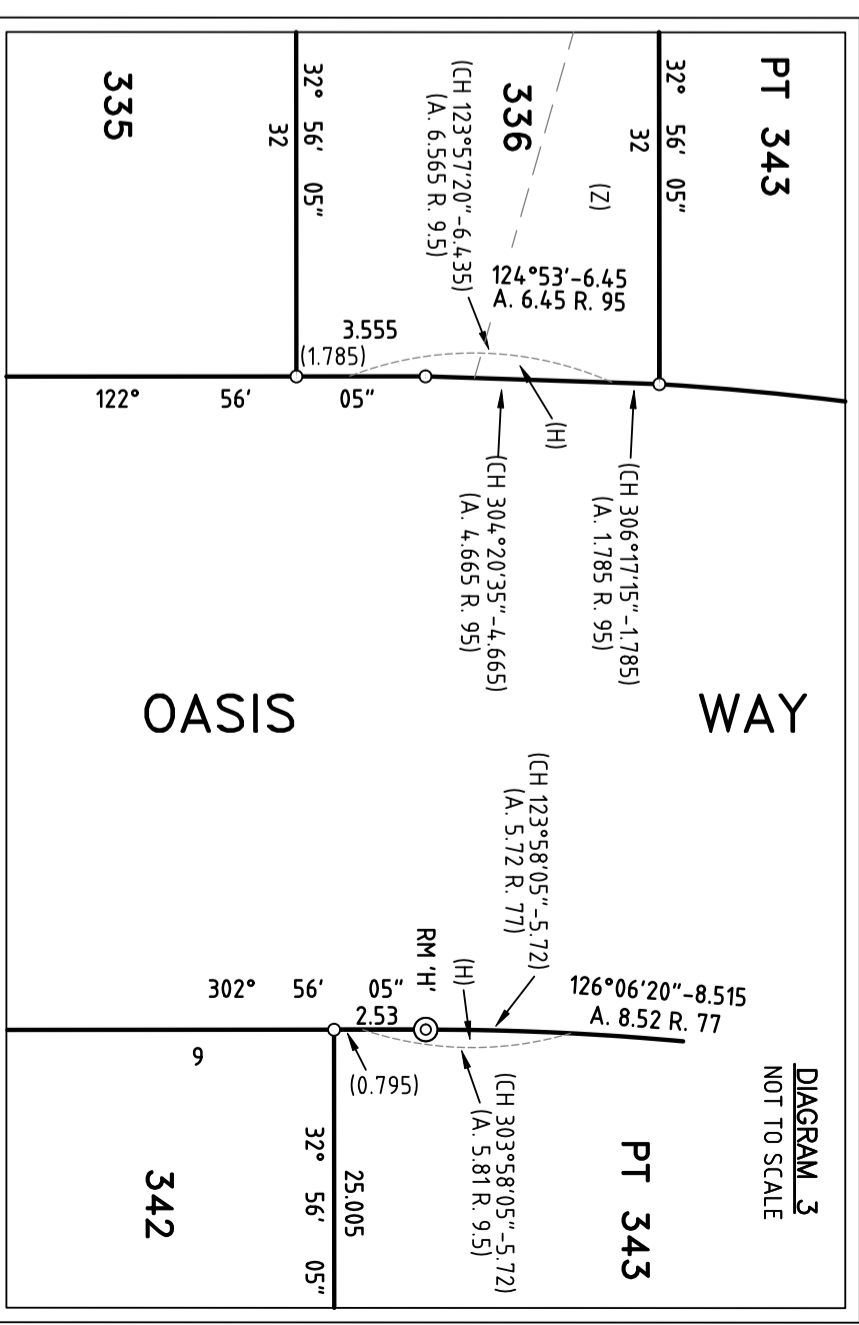 PT 343
32° 56' 05"
32
336
(Z)
(CH 123°57'20"-6.435)
(A. 6.565 R. 9.5)
32° 56' 05"
32
335
124°53'-6.45
A. 6.45 R. 95
3.555
(1.785)
122° 56' 05"
(H)
(CH 306°17'15"-1.785)
(A. 1.785 R. 95)
(CH 304°20'35"-4.665)
(A. 4.665 R. 95)
OASIS WAY
(CH 123°58'05"-5.72)
(A. 5.72 R. 77)
RM 'H'
(H)
126°06'20"-8.515
A. 8.52 R. 77
302° 56' 05"
2.53
9
(0.795)
(CH 303°58'05"-5.72)
(A. 5.81 R. 9.5)
DIAGRAM 3
NOT TO SCALE
PT 343
25.005
32° 56' 05"
342